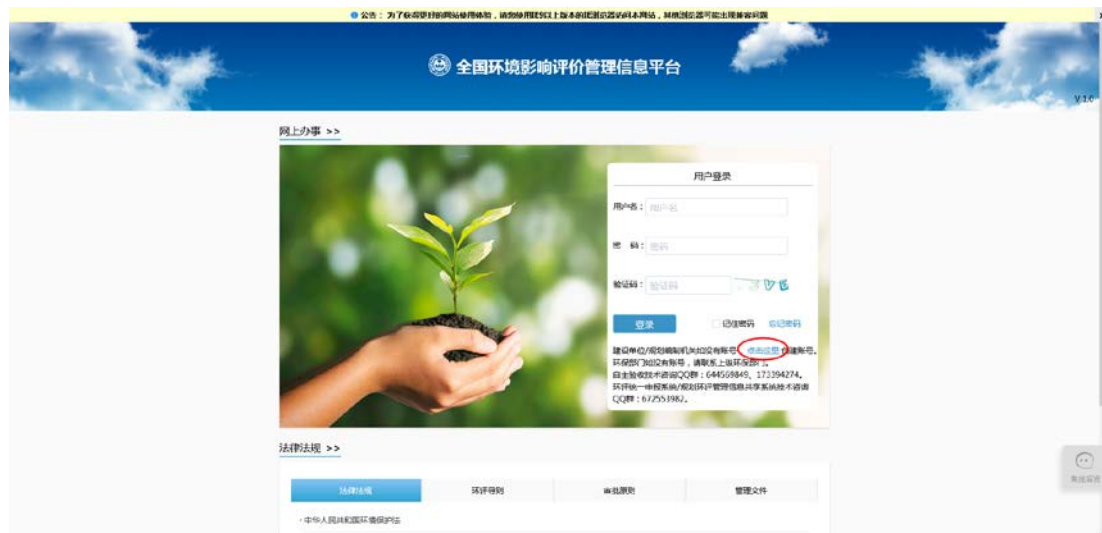 公告：为了获得更好的网站使用体验，请您使用IE9以上版本的IE浏览器访问本网站，其他浏览器可能出现兼容问题
全国环境影响评价管理信息平台
V 1.0
网上办事 >>
用户登录
用户名：用户名
密 码：密码
验证码：验证码
登录 记住密码 忘记密码
建设单位/规划编制机关如没有账号，点击注册创建账号。
环保部门如没有账号，请联系上级环保部门。
自主验收技术咨询QQ群：644569849、173394274。
环评统一申报系统/规划环评管理信息共享系统技术咨询
QQ群：672553982。
法律法规 >>
法律法规 环评导则 审批原则 管理文件
· 中华人民共和国环境保护法